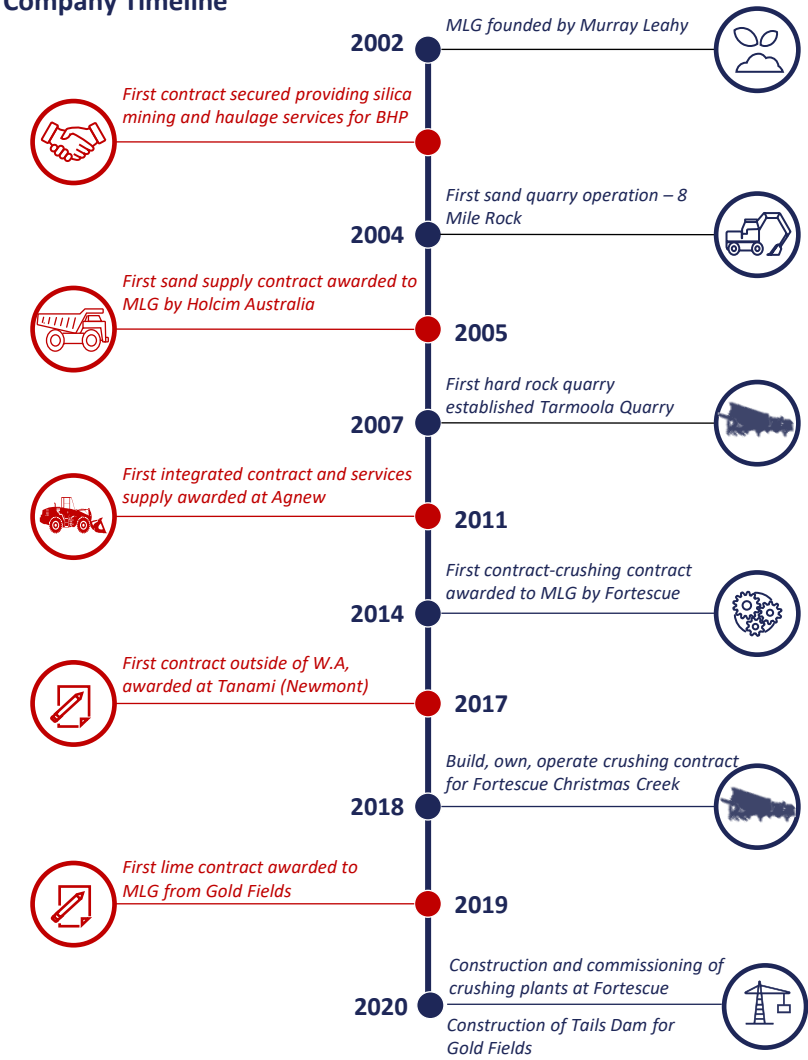 Company Timeline
2002
MLG founded by Murray Leahy
First contract secured providing silica
mining and haulage services for BHP
First sand quarry operation – 8
Mile Rock
2004
First sand supply contract awarded to
MLG by Holcim Australia
2005
First hard rock quarry
established Tarmoola Quarry
2007
First integrated contract and services
supply awarded at Agnew
2011
First contract-crushing contract
awarded to MLG by Fortescue
2014
First contract outside of W.A,
awarded at Tanami (Newmont)
2017
Build, own, operate crushing contract
for Fortescue Christmas Creek
2018
First lime contract awarded to
MLG from Gold Fields
2019
Construction and commissioning of
crushing plants at Fortescue
2020
Construction of Tails Dam for
Gold Fields